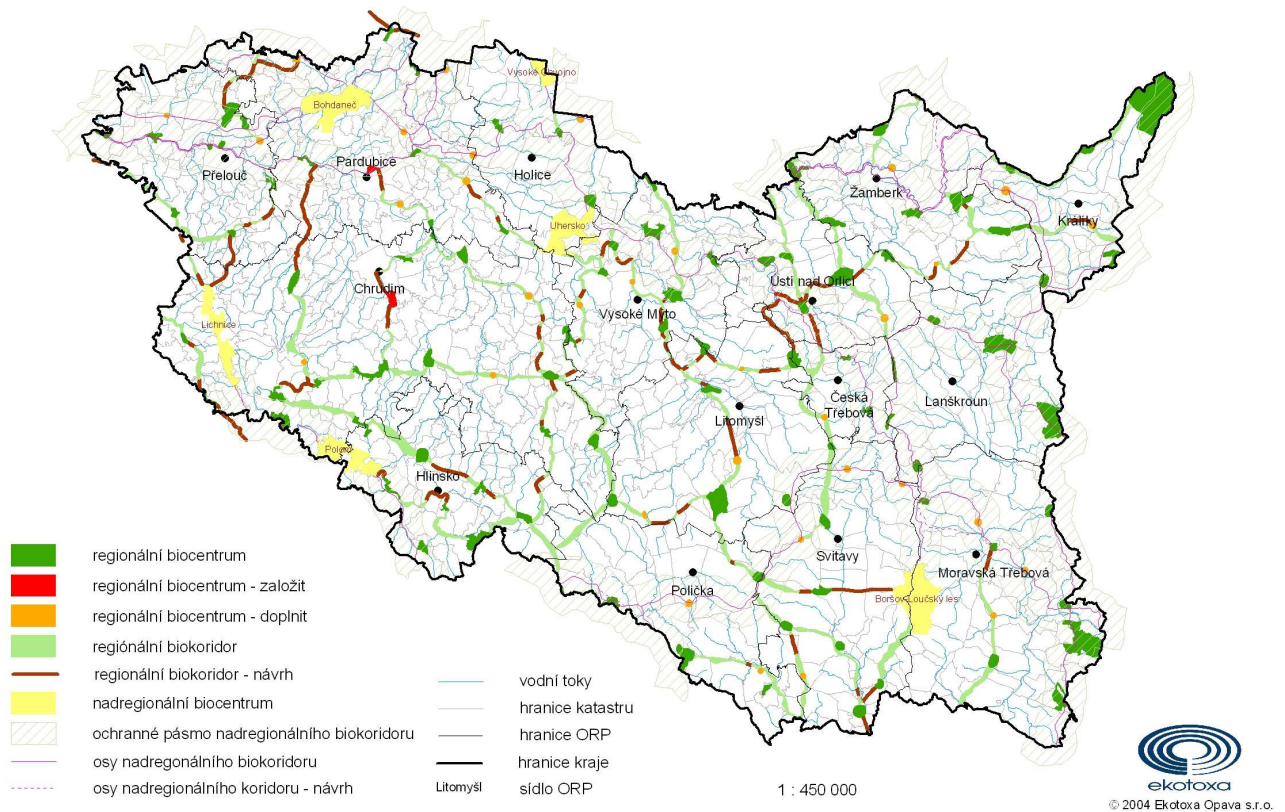 Vysoké Chvojno
Bohdaneč
Pardubice
Přelouč
Holice
Žamberk
Králíky
Uhersko
Chrudim
Ústí nad Orlicí
Vysoké Mýto
Lichnice
Česká
Třebová
Lanškroun
Litomyšl
Hlinsko
Svitavy
Moravská Třebová
Polička
Boršov-Loučský les
regionální biocentrum
regionální biocentrum - založit
regionální biocentrum - doplnit
regiónální biokoridor
regionální biokoridor - návrh
nadregionální biocentrum
ochranné pásmo nadregionálního biokoridoru
osy nadregonálního biokoridoru
osy nadregionálního koridoru - návrh
vodní toky
hranice katastru
hranice ORP
hranice kraje
Litomyšl sídlo ORP
1 : 450 000
ekotoxa
© 2004 Ekotoxa Opava s.r.o.